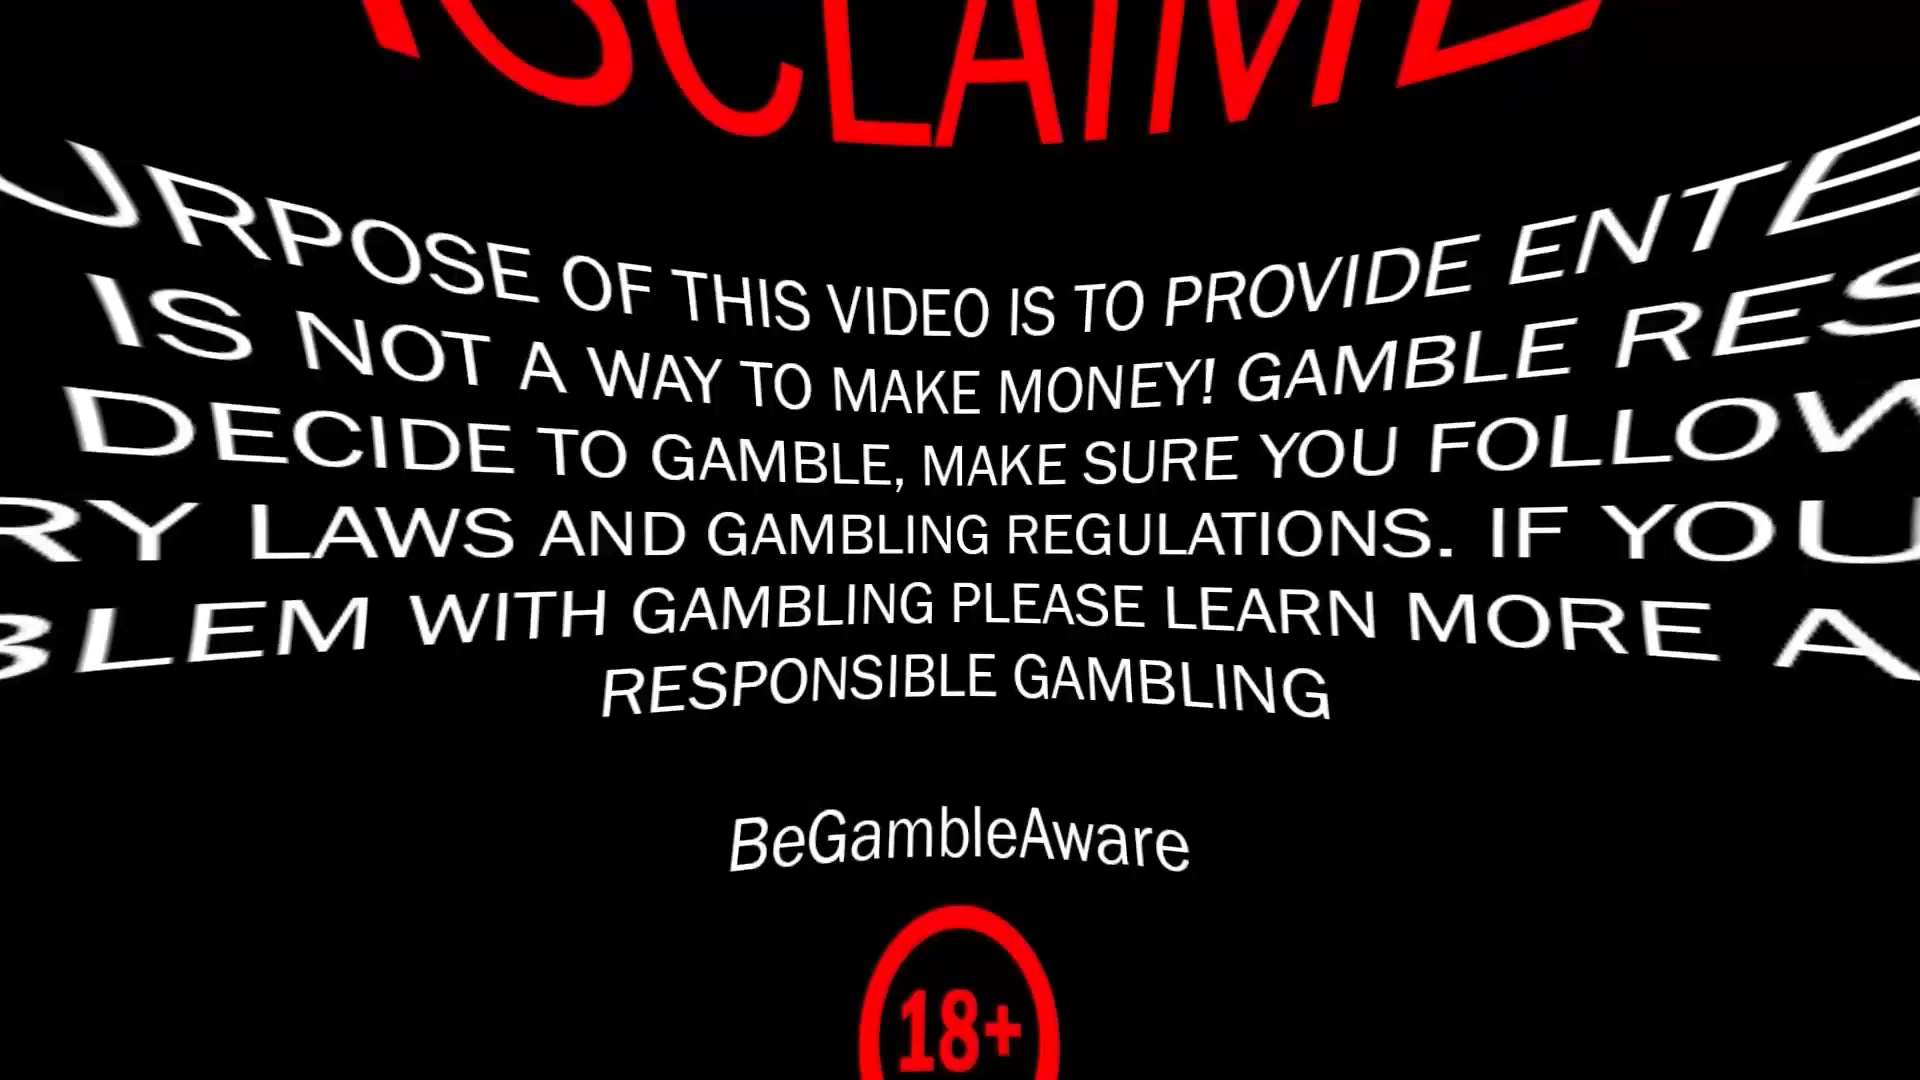 SCLAIME
URPOSE OF THIS VIDEO IS TO PROVIDE ENTE
IS NOT A WAY TO MAKE MONEY! GAMBLE RES
DECIDE TO GAMBLE, MAKE SURE YOU FOLLOW
RY LAWS AND GAMBLING REGULATIONS. IF YOU
BLEM WITH GAMBLING PLEASE LEARN MORE A
RESPONSIBLE GAMBLING
BeGambleAware
18+